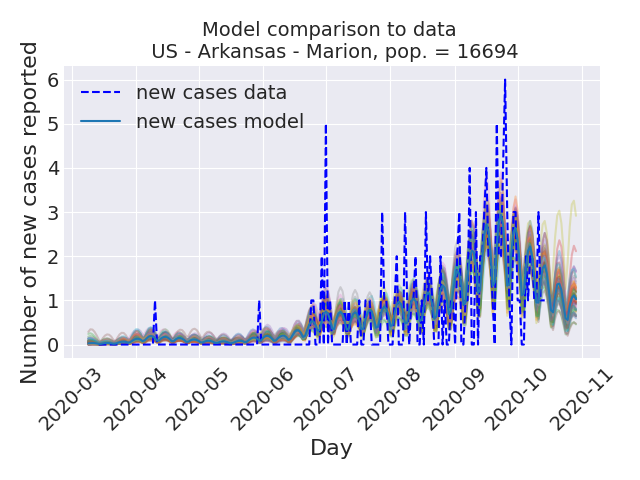 Model comparison to data
US - Arkansas - Marion, pop. = 16694
Number of new cases reported
6
5
4
3
2
1
0
new cases data
new cases model
2020-03
2020-04
2020-05
2020-06
2020-07
2020-08
2020-09
2020-10
2020-11
Day